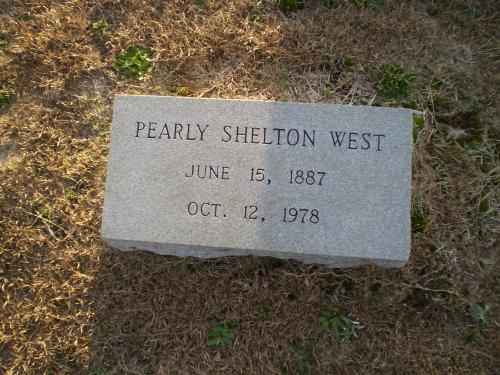 PEARLY SHELTON WEST
JUNE 15, 1887
OCT. 12, 1978